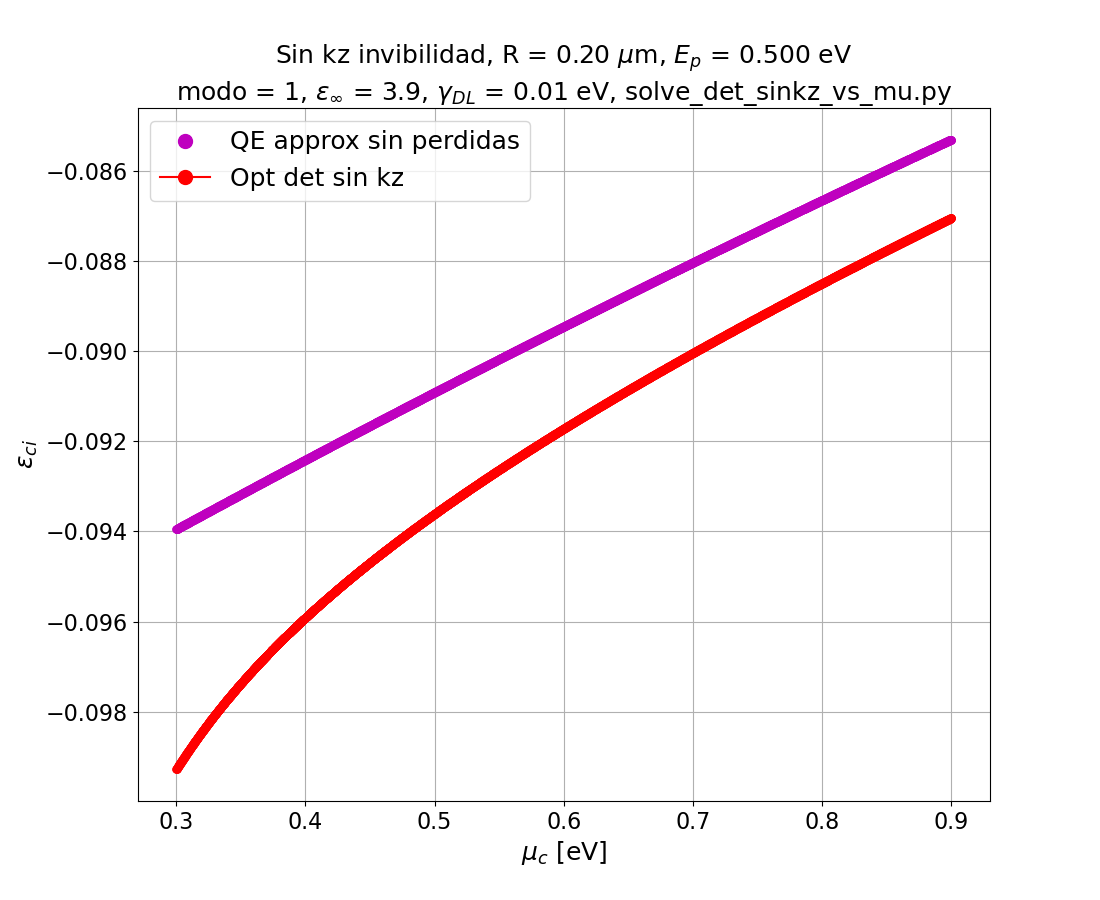 Sin kz invibilidad, R = 0.20 μm, E_p = 0.500 eV
modo = 1, ε_∞ = 3.9, γ_DL = 0.01 eV, solve_det_sinkz_vs_mu.py
QE approx sin perdidas
Opt det sin kz
−0.086
−0.088
−0.090
−0.092
−0.094
−0.096
−0.098
ε_ci
0.3 0.4 0.5 0.6 0.7 0.8 0.9
μ_c [eV]